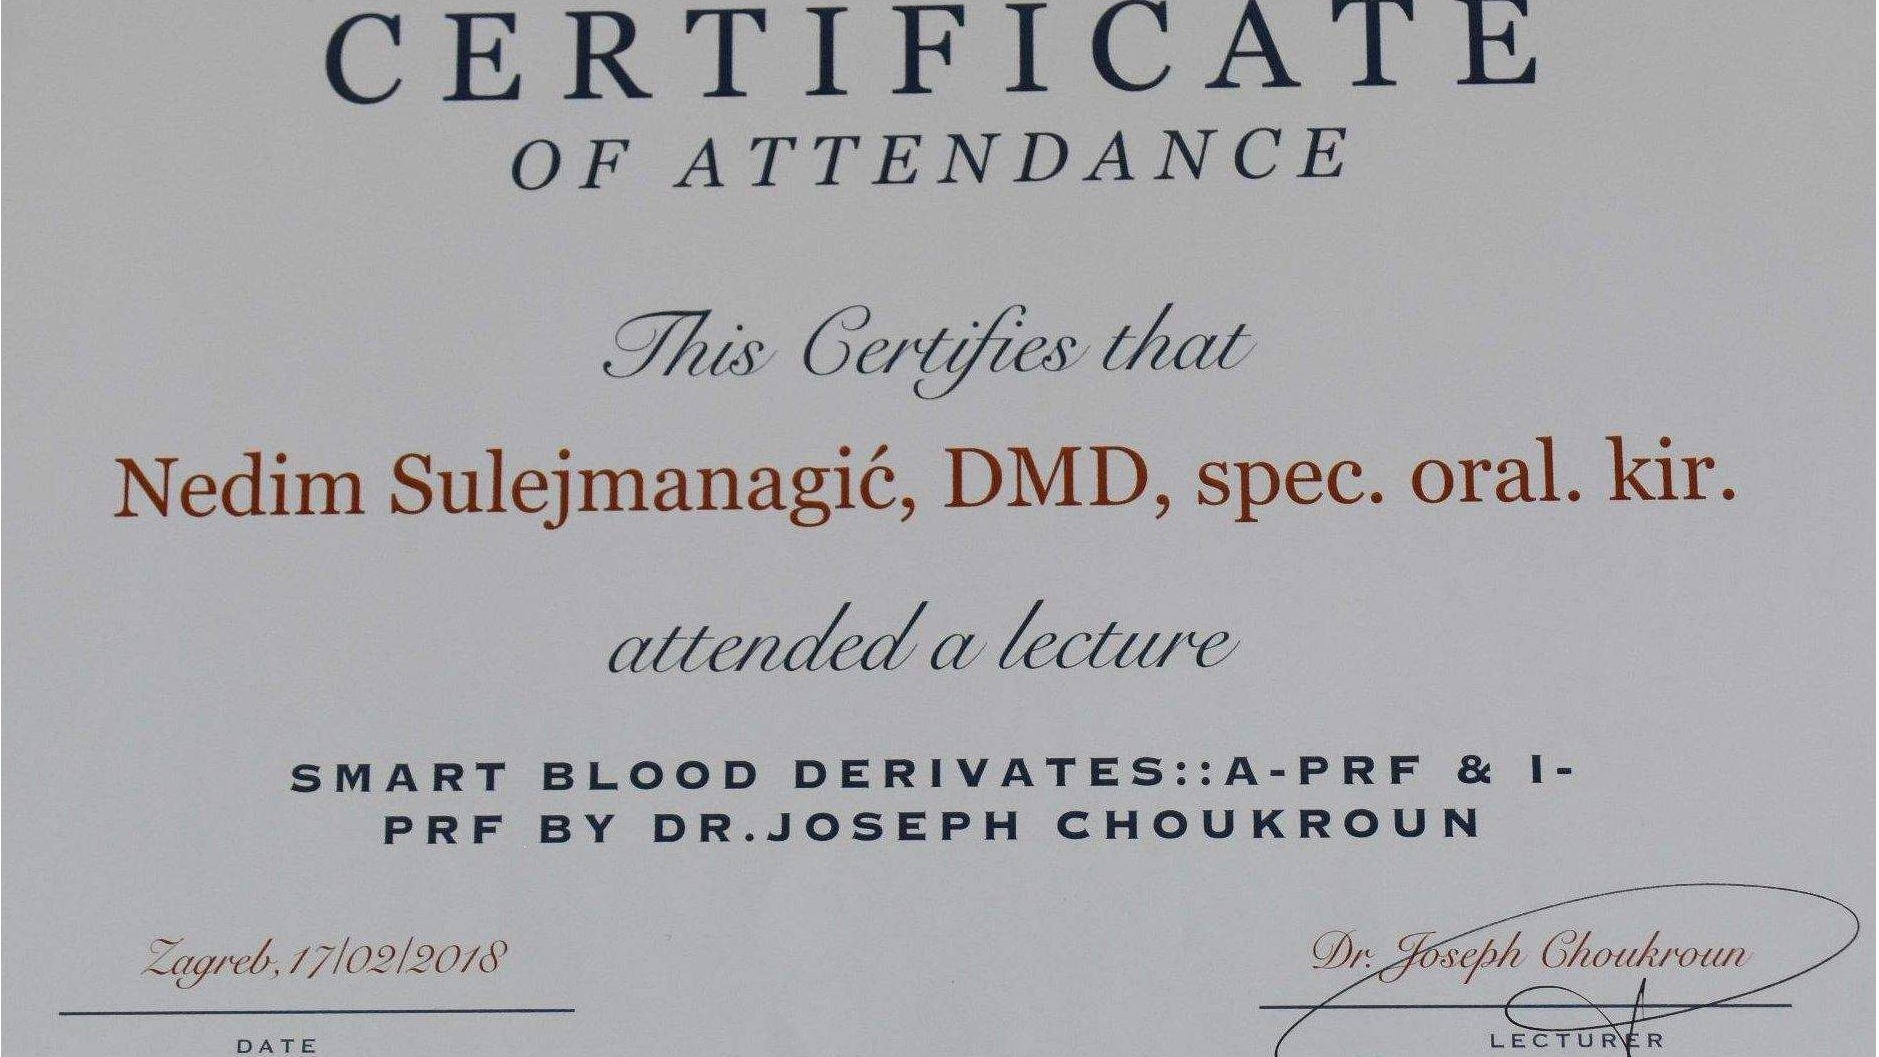 CERTIFICATE
OF ATTENDANCE
This Certifies that
Nedim Sulejmanagić, DMD, spec. oral. kir.
attended a lecture
SMART BLOOD DERIVATES::A-PRF & I-
PRF BY DR.JOSEPH CHOUKROUN
Zagreb, 17/02/2018
Dr. Joseph Choukroun
DATE
LECTURER